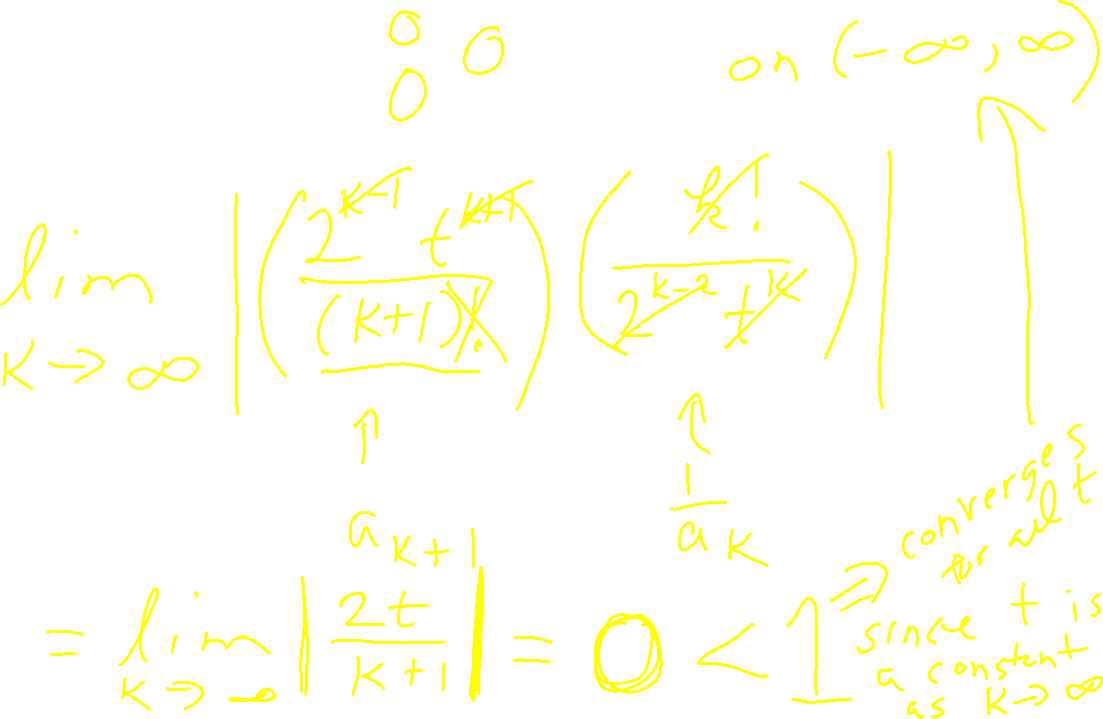 on (-∞, ∞)
lim K→∞ |((2^{K-1} t^{K+1})/((K+1)!)) (k!/(2^{K-2} t^K))|
↑ ↑
a_{K+1} 1/a_K
= lim K→∞ |2t/(K+1)| = 0 < 1 ⇒ converges
for all t
since t is
a constant
as K→∞